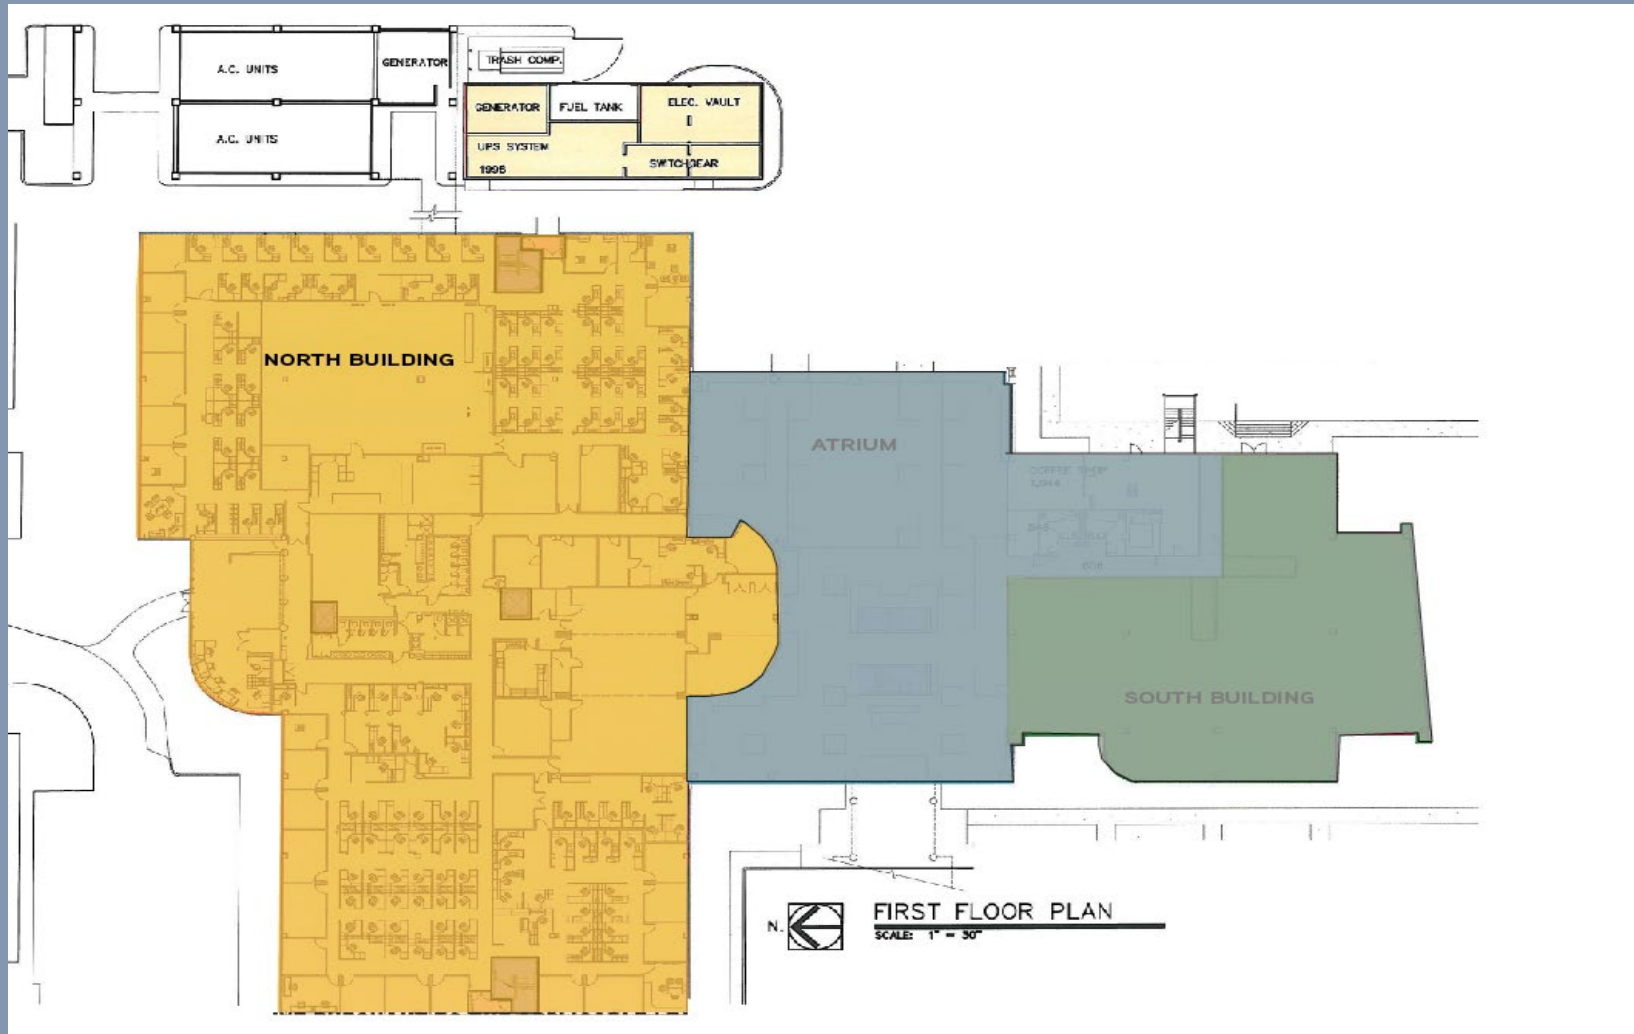 A.C. UNITS
GENERATOR
TRASH COMP.
GENERATOR
FUEL TANK
ELEC. VAULT
A.C. UNITS
UPS SYSTEM
1995
SWTCHGEAR
NORTH BUILDING
ATRIUM
COFFEE SHOP
SOUTH BUILDING
N.
FIRST FLOOR PLAN
SCALE: 1" = 30"